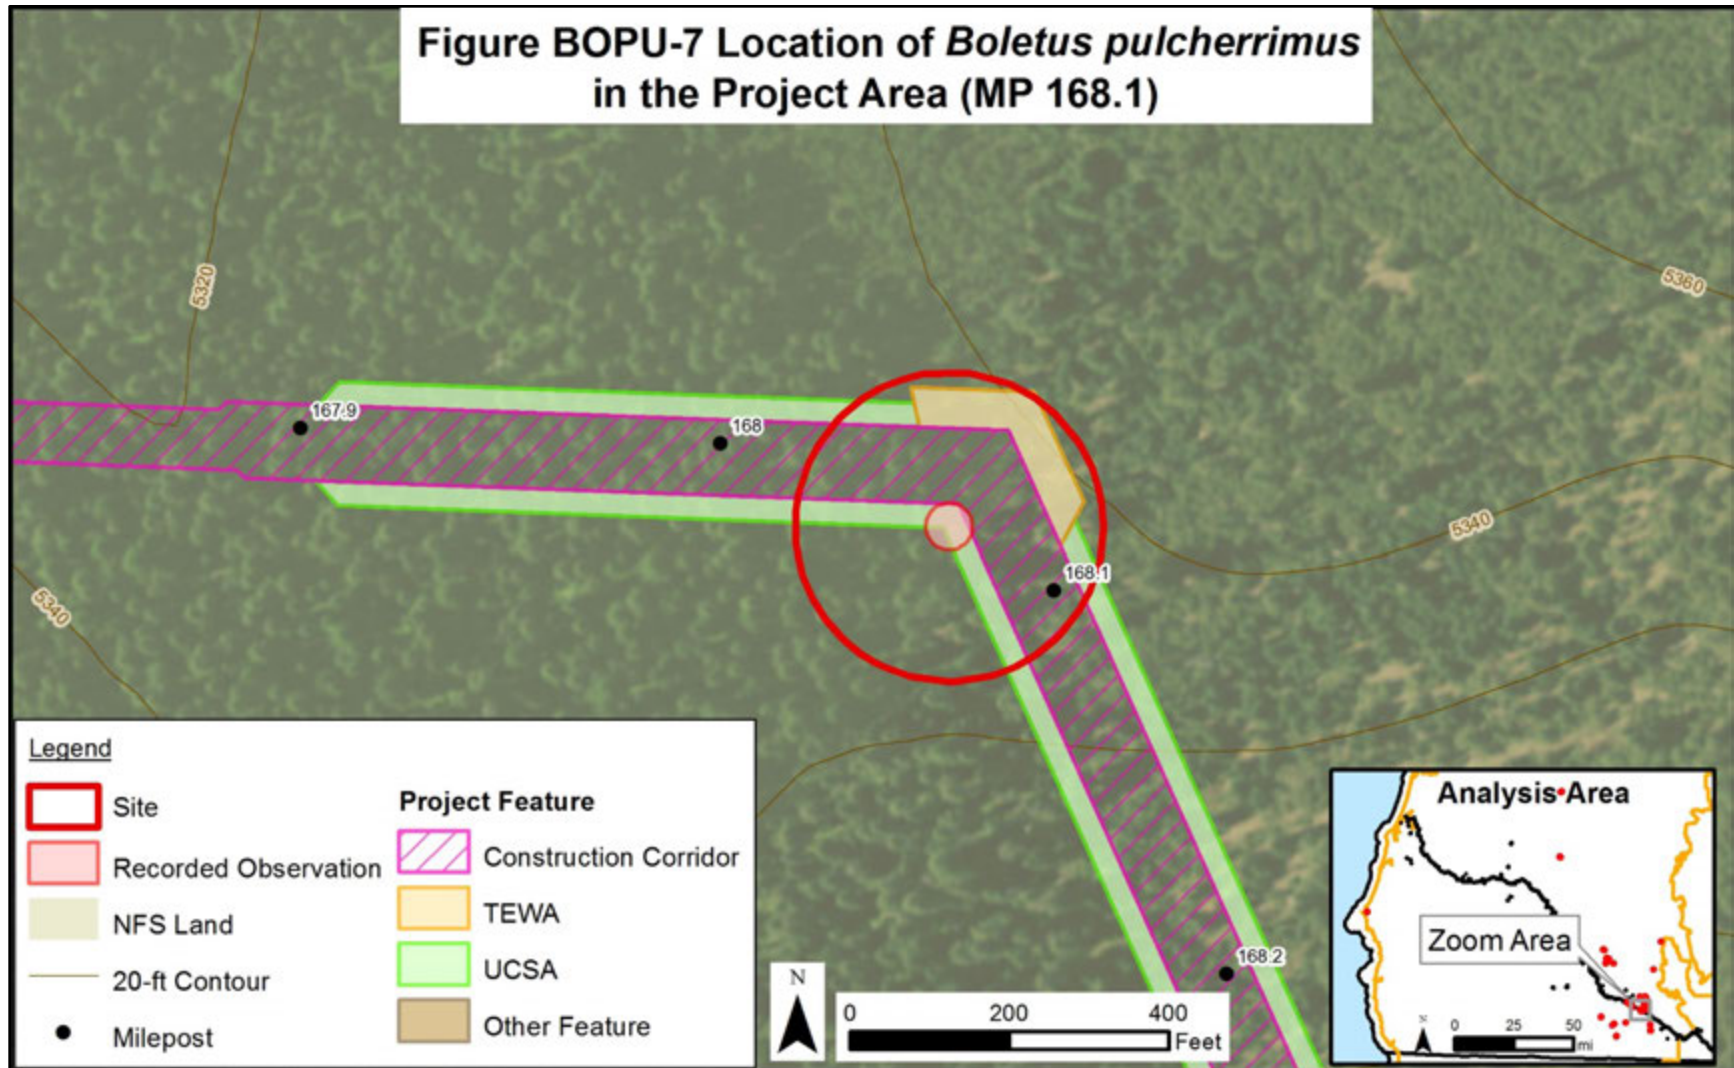 Figure BOPU-7 Location of Boletus pulcherrimus
in the Project Area (MP 168.1)
5320
5360
167.9
168
5340
168.1
5340
168.2
Legend
Site
Recorded Observation
NFS Land
20-ft Contour
Milepost
Project Feature
Construction Corridor
TEWA
UCSA
Other Feature
N
0 200 400
Feet
Analysis Area
Zoom Area
N
0 25 50
mi